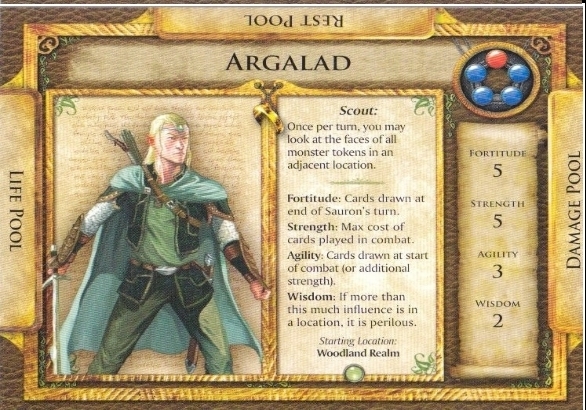 REST POOL
ARGALAD
LIFE POOL
Scout:
Once per turn, you may
look at the faces of all
monster tokens in an
adjacent location.
Fortitude: Cards drawn at
end of Sauron's turn.
Strength: Max cost of
cards played in combat.
Agility: Cards drawn at start
of combat (or additional
strength).
Wisdom: If more than
this much influence is in
a location, it is perilous.
Starting Location:
Woodland Realm
FORTITUDE
5
STRENGTH
5
AGILITY
3
WISDOM
2
DAMAGE POOL